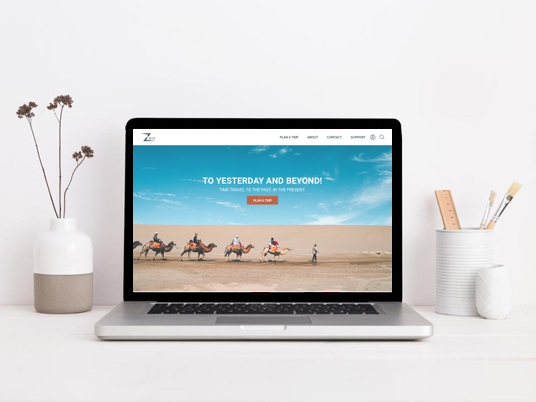 PLAN A TRIP ABOUT CONTACT SUPPORT
TO YESTERDAY AND BEYOND!
TIME TRAVEL TO THE PAST, IN THE PRESENT.
PLAN A TRIP